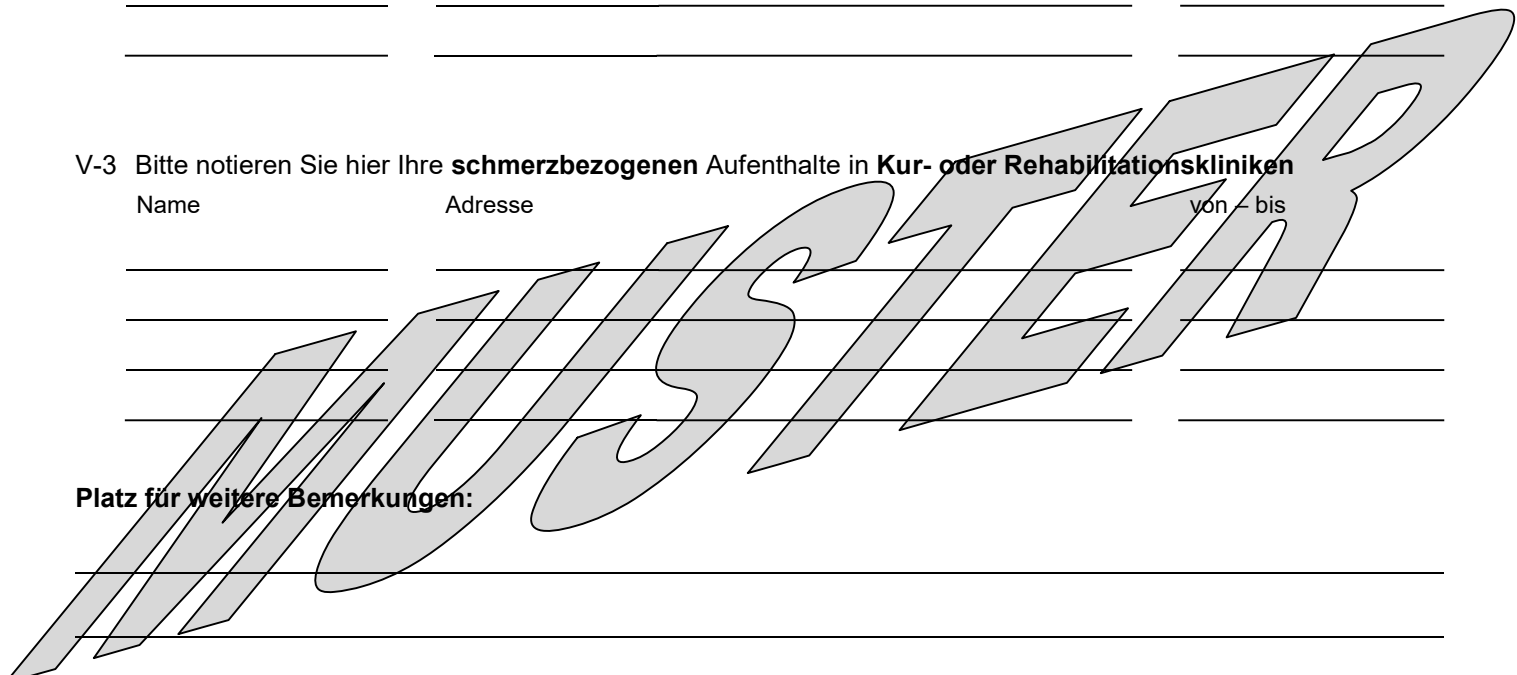 V-3 Bitte notieren Sie hier Ihre schmerzbezogenen Aufenthalte in Kur- oder Rehabilitationskliniken
Name Adresse von – bis
MUSTER
Platz für weitere Bemerkungen: